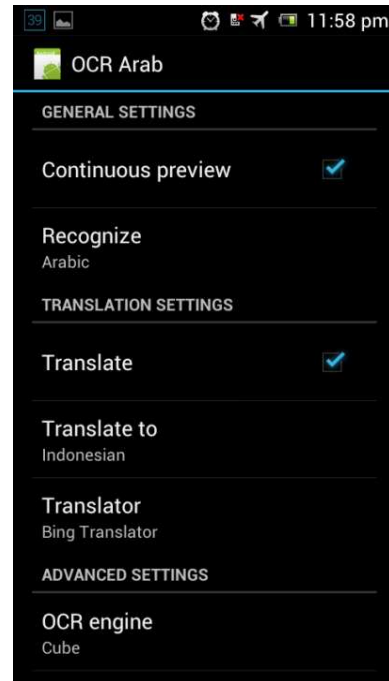 39 11:58 pm
OCR Arab
GENERAL SETTINGS
Continuous preview
Recognize
Arabic
TRANSLATION SETTINGS
Translate
Translate to
Indonesian
Translator
Bing Translator
ADVANCED SETTINGS
OCR engine
Cube